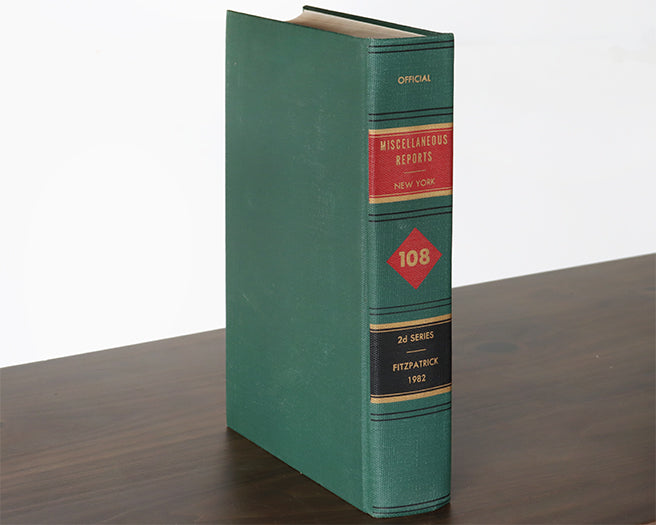 OFFICIAL
MISCELLANEOUS
REPORTS
NEW YORK
108
2d SERIES
FITZPATRICK
1982